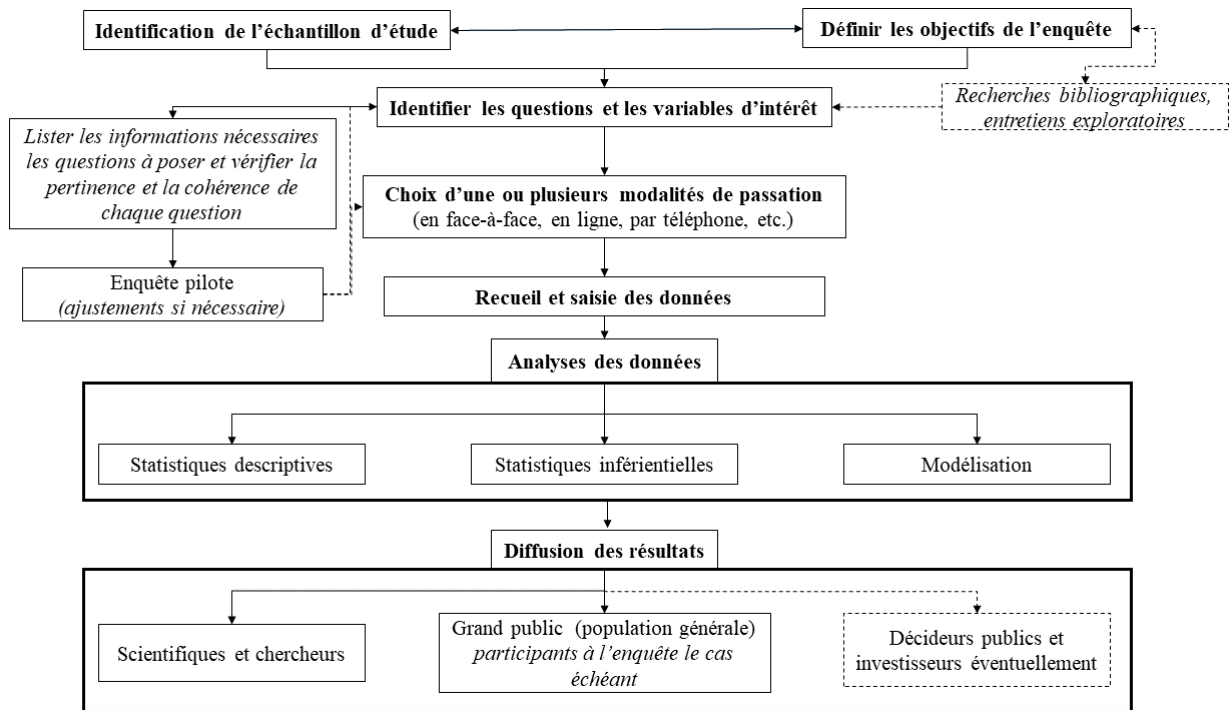 Identification de l'échantillon d'étude
Définir les objectifs de l'enquête
Identifier les questions et les variables d'intérêt
Recherches bibliographiques,
entretiens exploratoires
Lister les informations nécessaires
les questions à poser et vérifier la
pertinence et la cohérence de
chaque question
Choix d'une ou plusieurs modalités de passation
(en face-à-face, en ligne, par téléphone, etc.)
Enquête pilote
(ajustements si nécessaire)
Recueil et saisie des données
Analyses des données
Statistiques descriptives
Statistiques inférientielles
Modélisation
Diffusion des résultats
Scientifiques et chercheurs
Grand public (population générale)
participants à l'enquête le cas
échéant
Décideurs publics et
investisseurs éventuellement